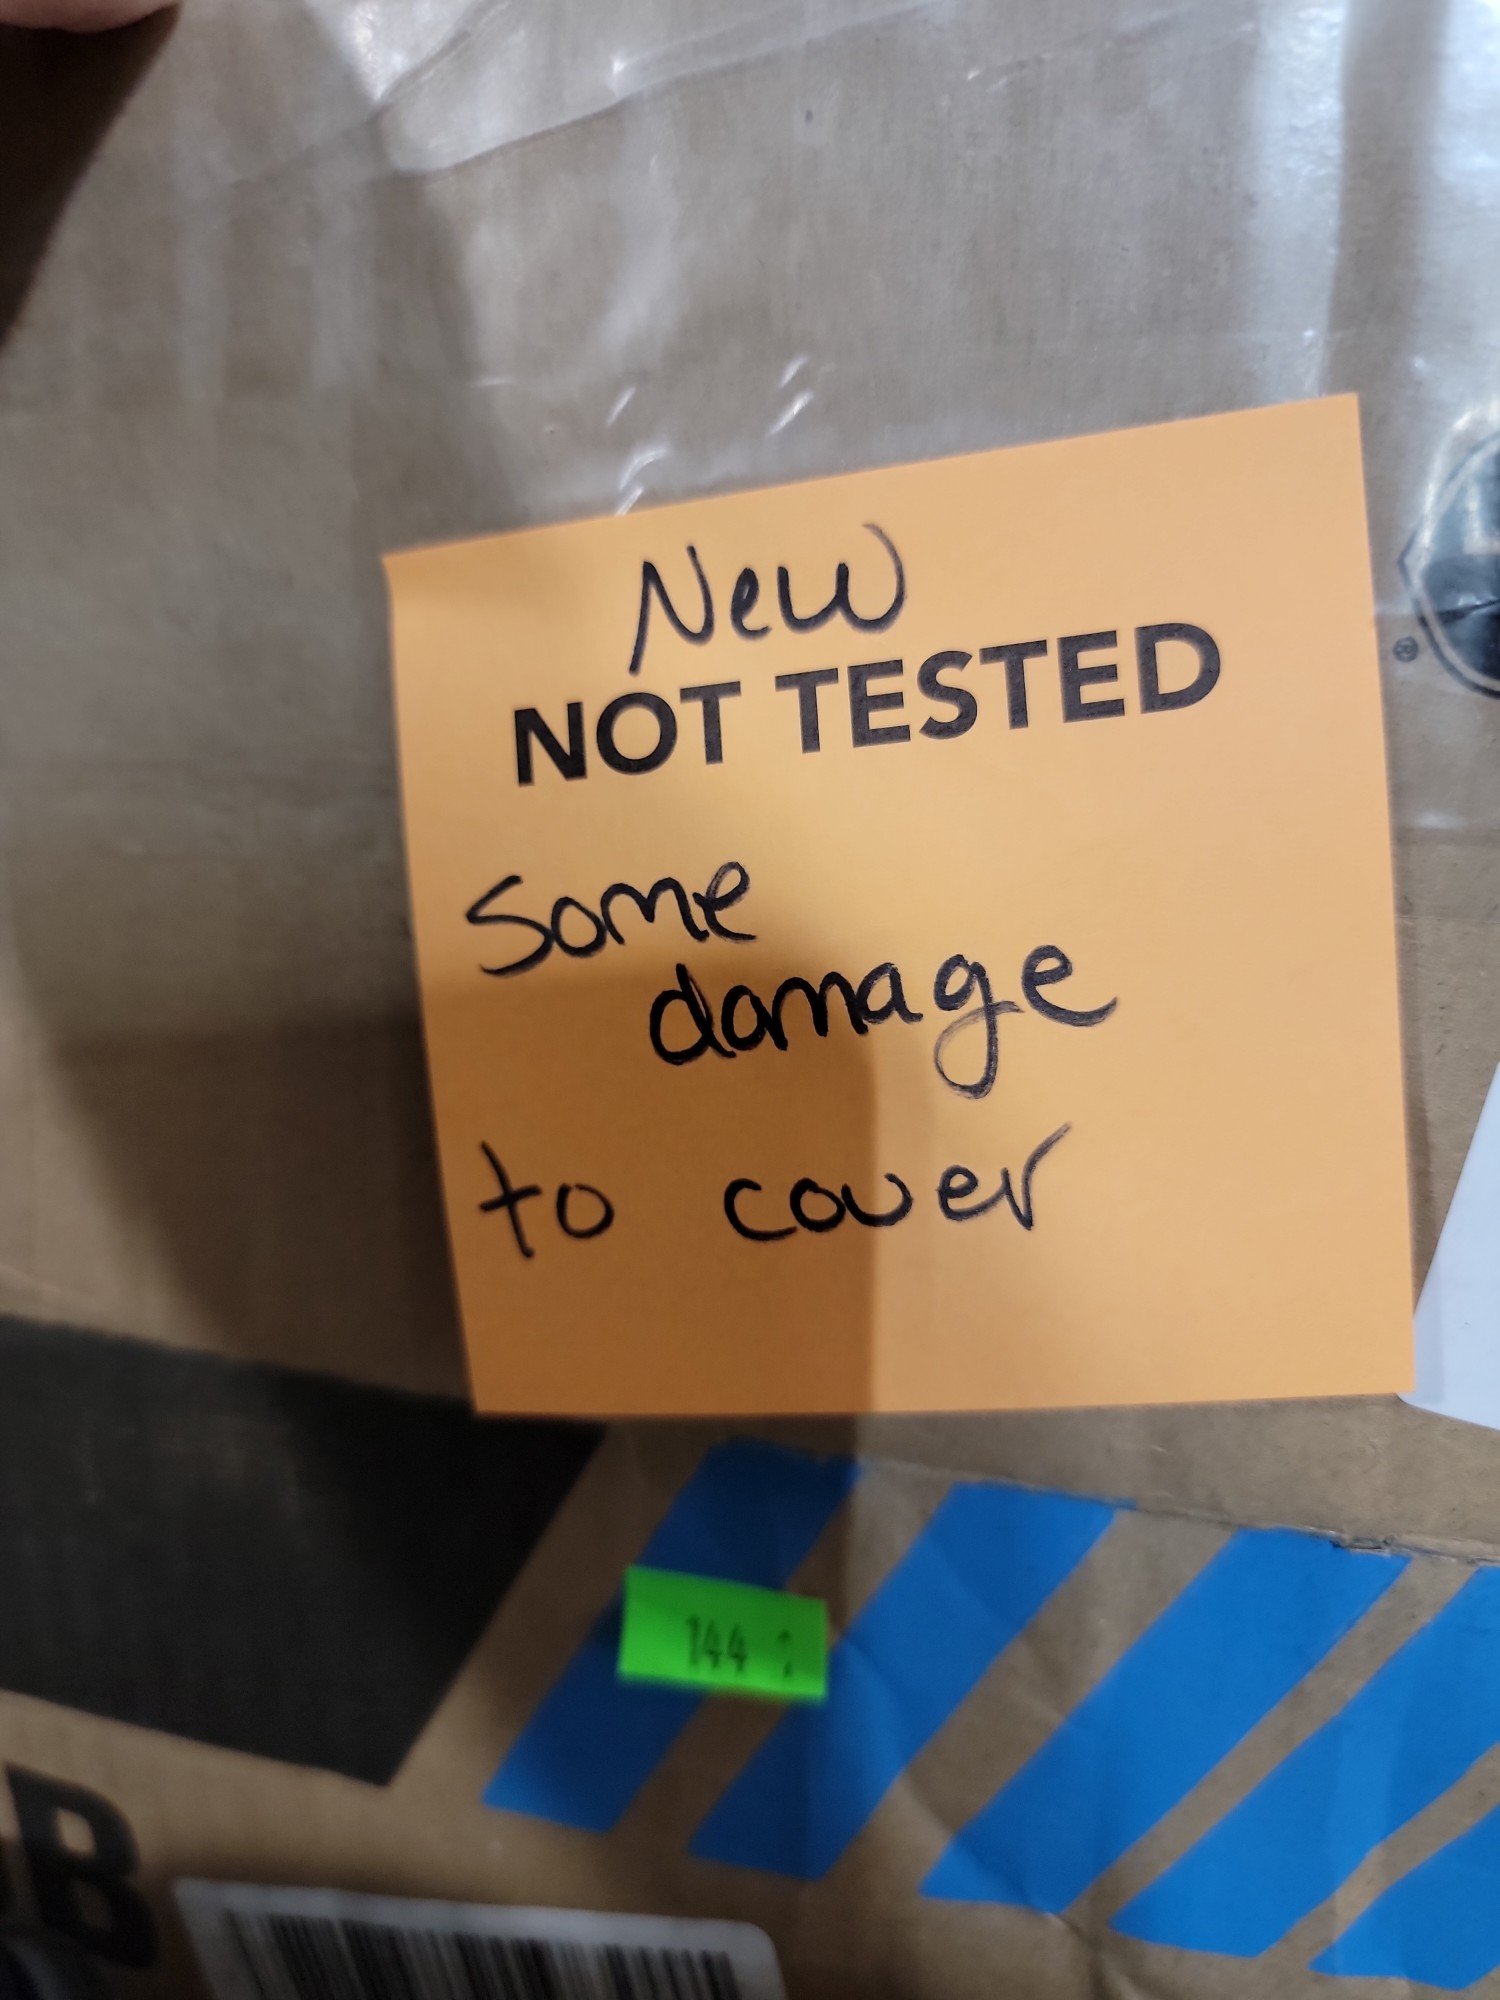 New
NOT TESTED
Some
damage
to cover
144 ↑
B
®